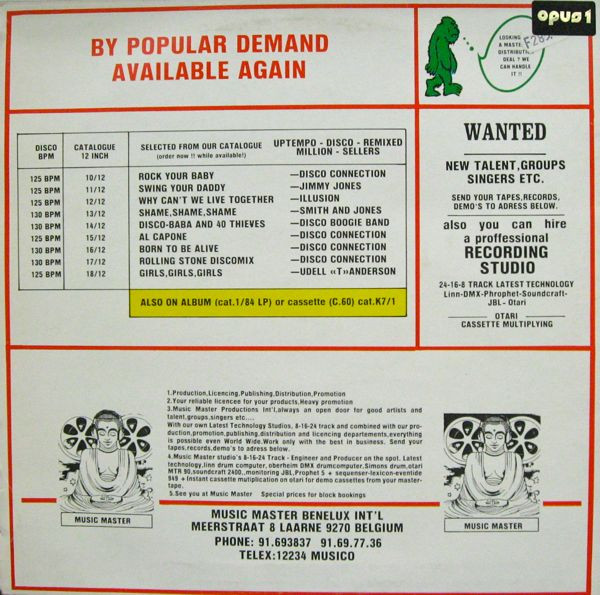 BY POPULAR DEMAND
AVAILABLE AGAIN
opus 1
LOOKING
A MASTE
DISTRIBUTI
DEAL ? WE
CAN HANDLE
IT !!
DISCO BPM
CATALOGUE 12 INCH
SELECTED FROM OUR CATALOGUE
(order now !! while available!)
UPTEMPO - DISCO - REMIXED
MILLION - SELLERS
125 BPM 10/12 ROCK YOUR BABY —DISCO CONNECTION
125 BPM 11/12 SWING YOUR DADDY —JIMMY JONES
125 BPM 12/12 WHY CAN'T WE LIVE TOGETHER —ILLUSION
130 BPM 13/12 SHAME,SHAME,SHAME —SMITH AND JONES
130 BPM 14/12 DISCO-BABA AND 40 THIEVES —DISCO BOOGIE BAND
125 BPM 15/12 AL CAPONE —DISCO CONNECTION
130 BPM 16/12 BORN TO BE ALIVE —DISCO CONNECTION
130 BPM 17/12 ROLLING STONE DISCOMIX —DISCO CONNECTION
125 BPM 18/12 GIRLS,GIRLS,GIRLS —UDELL «T»ANDERSON
ALSO ON ALBUM (cat.1/84 LP) or cassette (C.60) cat.K7/1
WANTED
NEW TALENT,GROUPS
SINGERS ETC.
SEND YOUR TAPES,RECORDS,
DEMO'S TO ADRESS BELOW.
also you can hire
a proffessional
RECORDING
STUDIO
24-16-8 TRACK LATEST TECHNOLOGY
Linn-DMX-Phrophet-Soundcraft-
JBL - Otari
OTARI
CASSETTE MULTIPLYING
1.Production,Licencing,Publishing,Distribution,Promotion
2.Your reliable licencee for your products,Heavy promotion
3.Music Master Productions Int'l,always an open door for good artists and
talent,groups,singers etc....
With our own Latest Technology Studios, 8-16-24 track and combined with our pro-
duction,promotion,publishing,distribution and licencing departements,everything
is possible even World Wide.Work only with the best in business. Send your
tapes,records,demo's to adress below.
4.Music Master studio's 8-16-24 Track - Engineer and Producer on the spot. Latest
technology,linn drum computer, oberheim DMX drumcomputer,Simons drum,otari
MTR 90,soundcraft 2400,,monitoring JBL,Prophet 5 + sequenser-lexicon-eventide
949 + Instant cassette mutiplication on otari for demo cassettes from your master-
tape.
5.See you at Music Master Special prices for block bookings
MUSIC MASTER
MUSIC MASTER
MUSIC MASTER BENELUX INT'L
MEERSTRAAT 8 LAARNE 9270 BELGIUM
PHONE: 91.693837 91.69.77.36
TELEX:12234 MUSICO